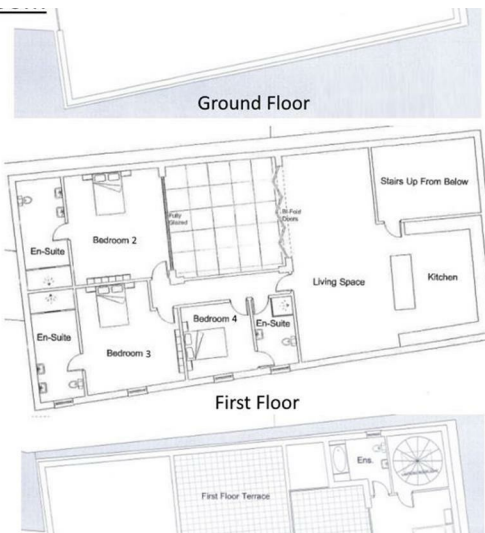 Ground Floor
Stairs Up From Below
Fully
Glazed
Bi-Fold
Doors
Bedroom 2
En-Suite
Living Space
Kitchen
Bedroom 4
En-Suite
En-Suite
Bedroom 3
First Floor
Ens.
First Floor Terrace